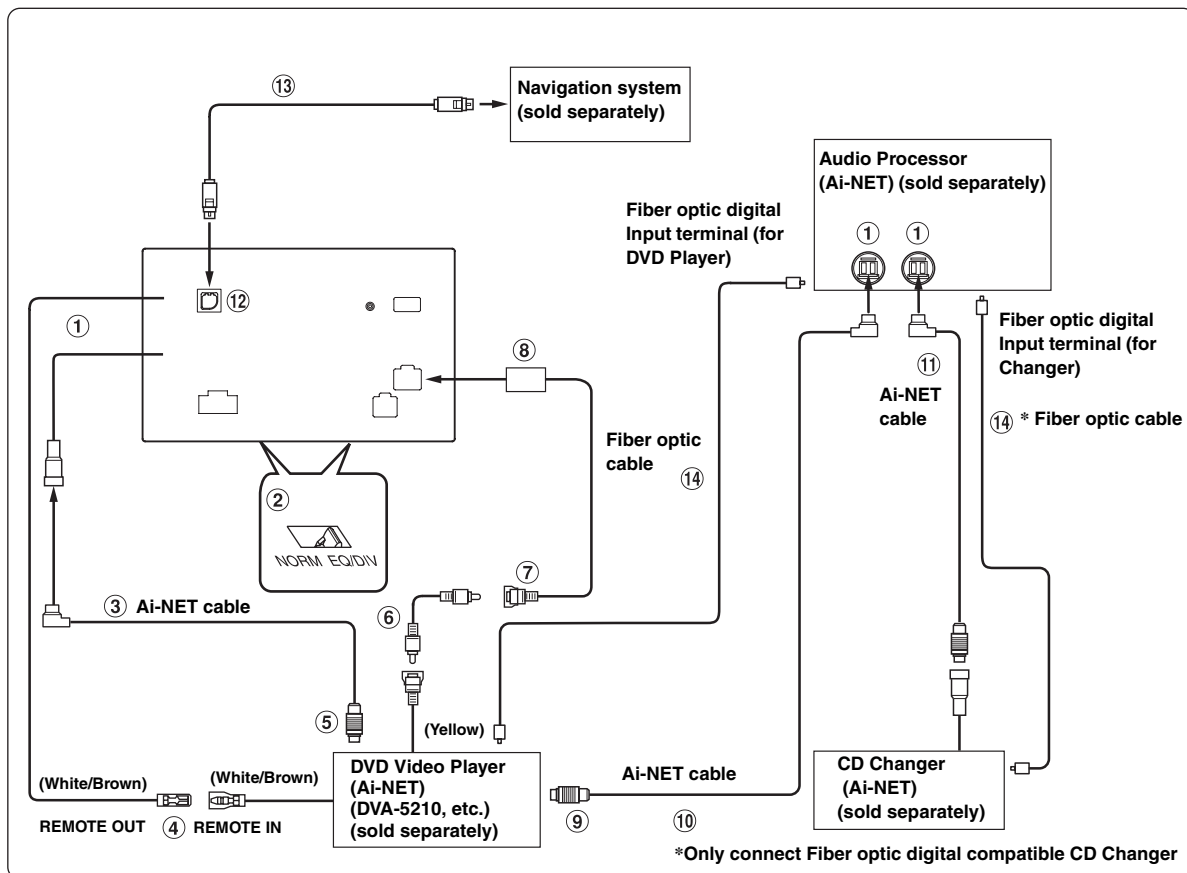 ⑬
Navigation system
(sold separately)
Audio Processor
(Ai-NET) (sold separately)
① ①
Fiber optic digital
Input terminal (for
DVD Player)
⑫
①
⑧
Fiber optic digital
Input terminal (for
Changer)
⑪
Ai-NET
cable
⑭ * Fiber optic cable
Fiber optic
cable
⑭
②
NORM EQ/DIV
⑦
③ Ai-NET cable
⑥
⑤
(Yellow)
(White/Brown)
(White/Brown)
REMOTE OUT ④ REMOTE IN
DVD Video Player
(Ai-NET)
(DVA-5210, etc.)
(sold separately)
Ai-NET cable
⑨
⑩
CD Changer
(Ai-NET)
(sold separately)
*Only connect Fiber optic digital compatible CD Changer